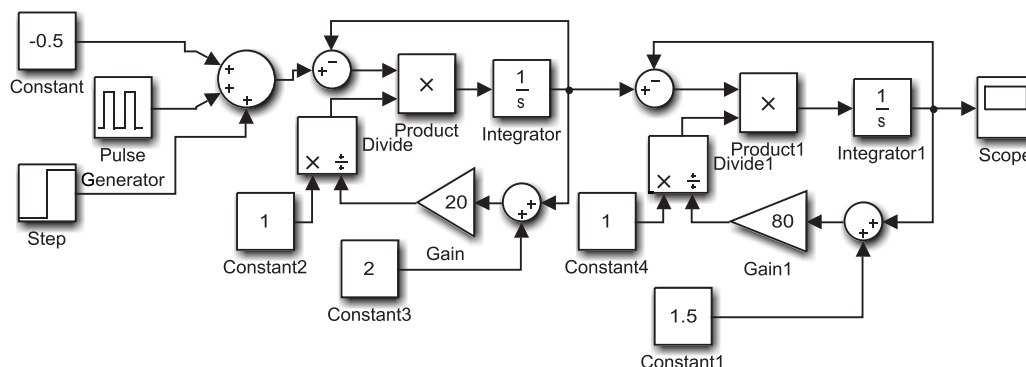 -0.5
Constant
Pulse
Generator
Step
+
+
+
+
−
×
Product
1
s
Integrator
×
÷
Divide
1
Constant2
20
Gain
+
+
2
Constant3
+
−
×
Product1
1
s
Integrator1
Scope
×
÷
Divide1
1
Constant4
80
Gain1
+
+
1.5
Constant1